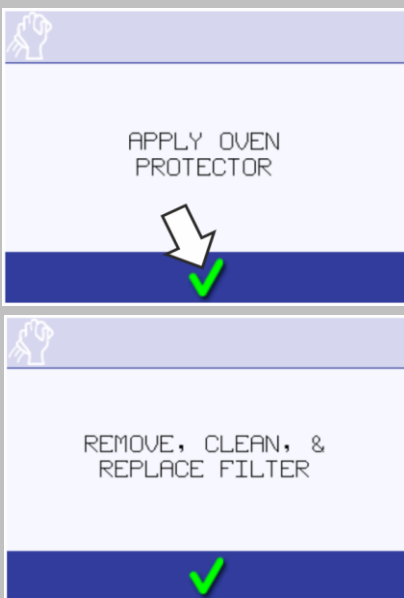 APPLY OVEN
PROTECTOR
REMOVE, CLEAN, &
REPLACE FILTER